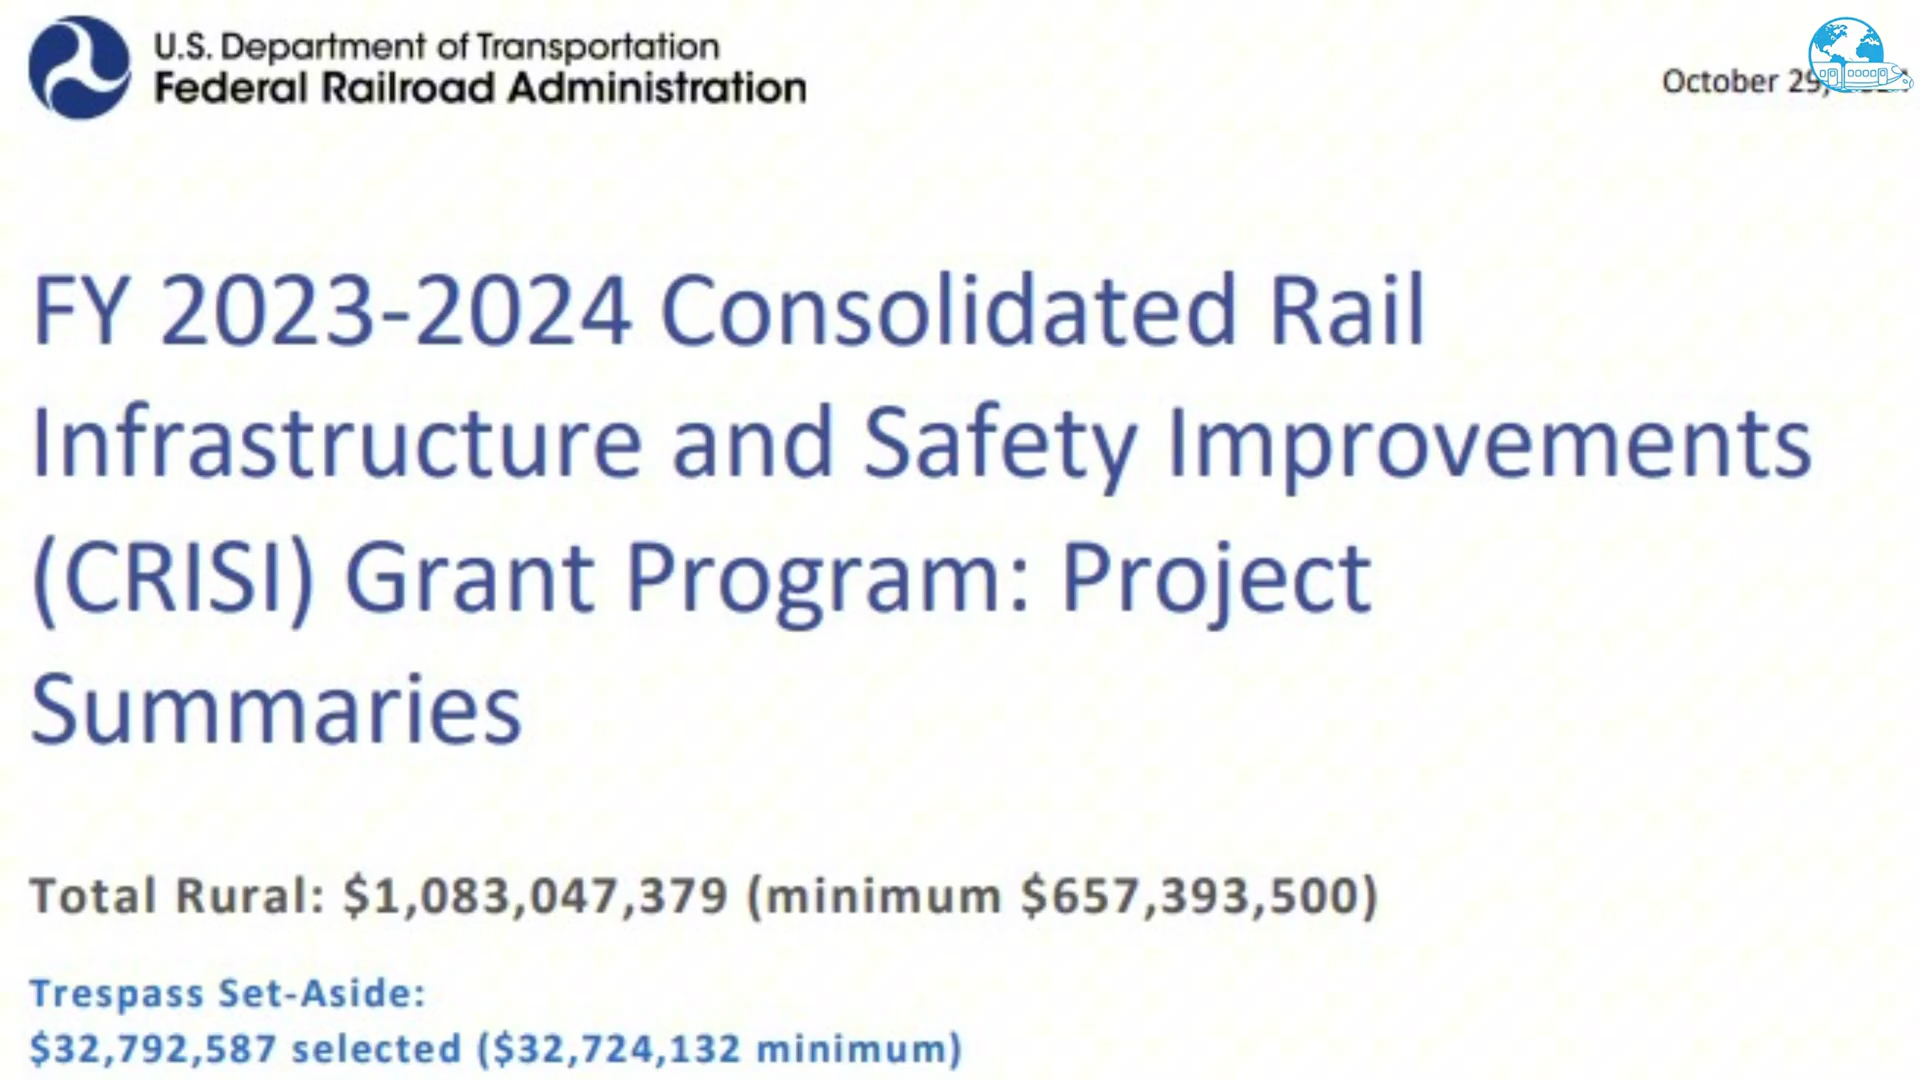 U.S. Department of Transportation
Federal Railroad Administration
October 29,
FY 2023-2024 Consolidated Rail
Infrastructure and Safety Improvements
(CRISI) Grant Program: Project
Summaries
Total Rural: $1,083,047,379 (minimum $657,393,500)
Trespass Set-Aside:
$32,792,587 selected ($32,724,132 minimum)